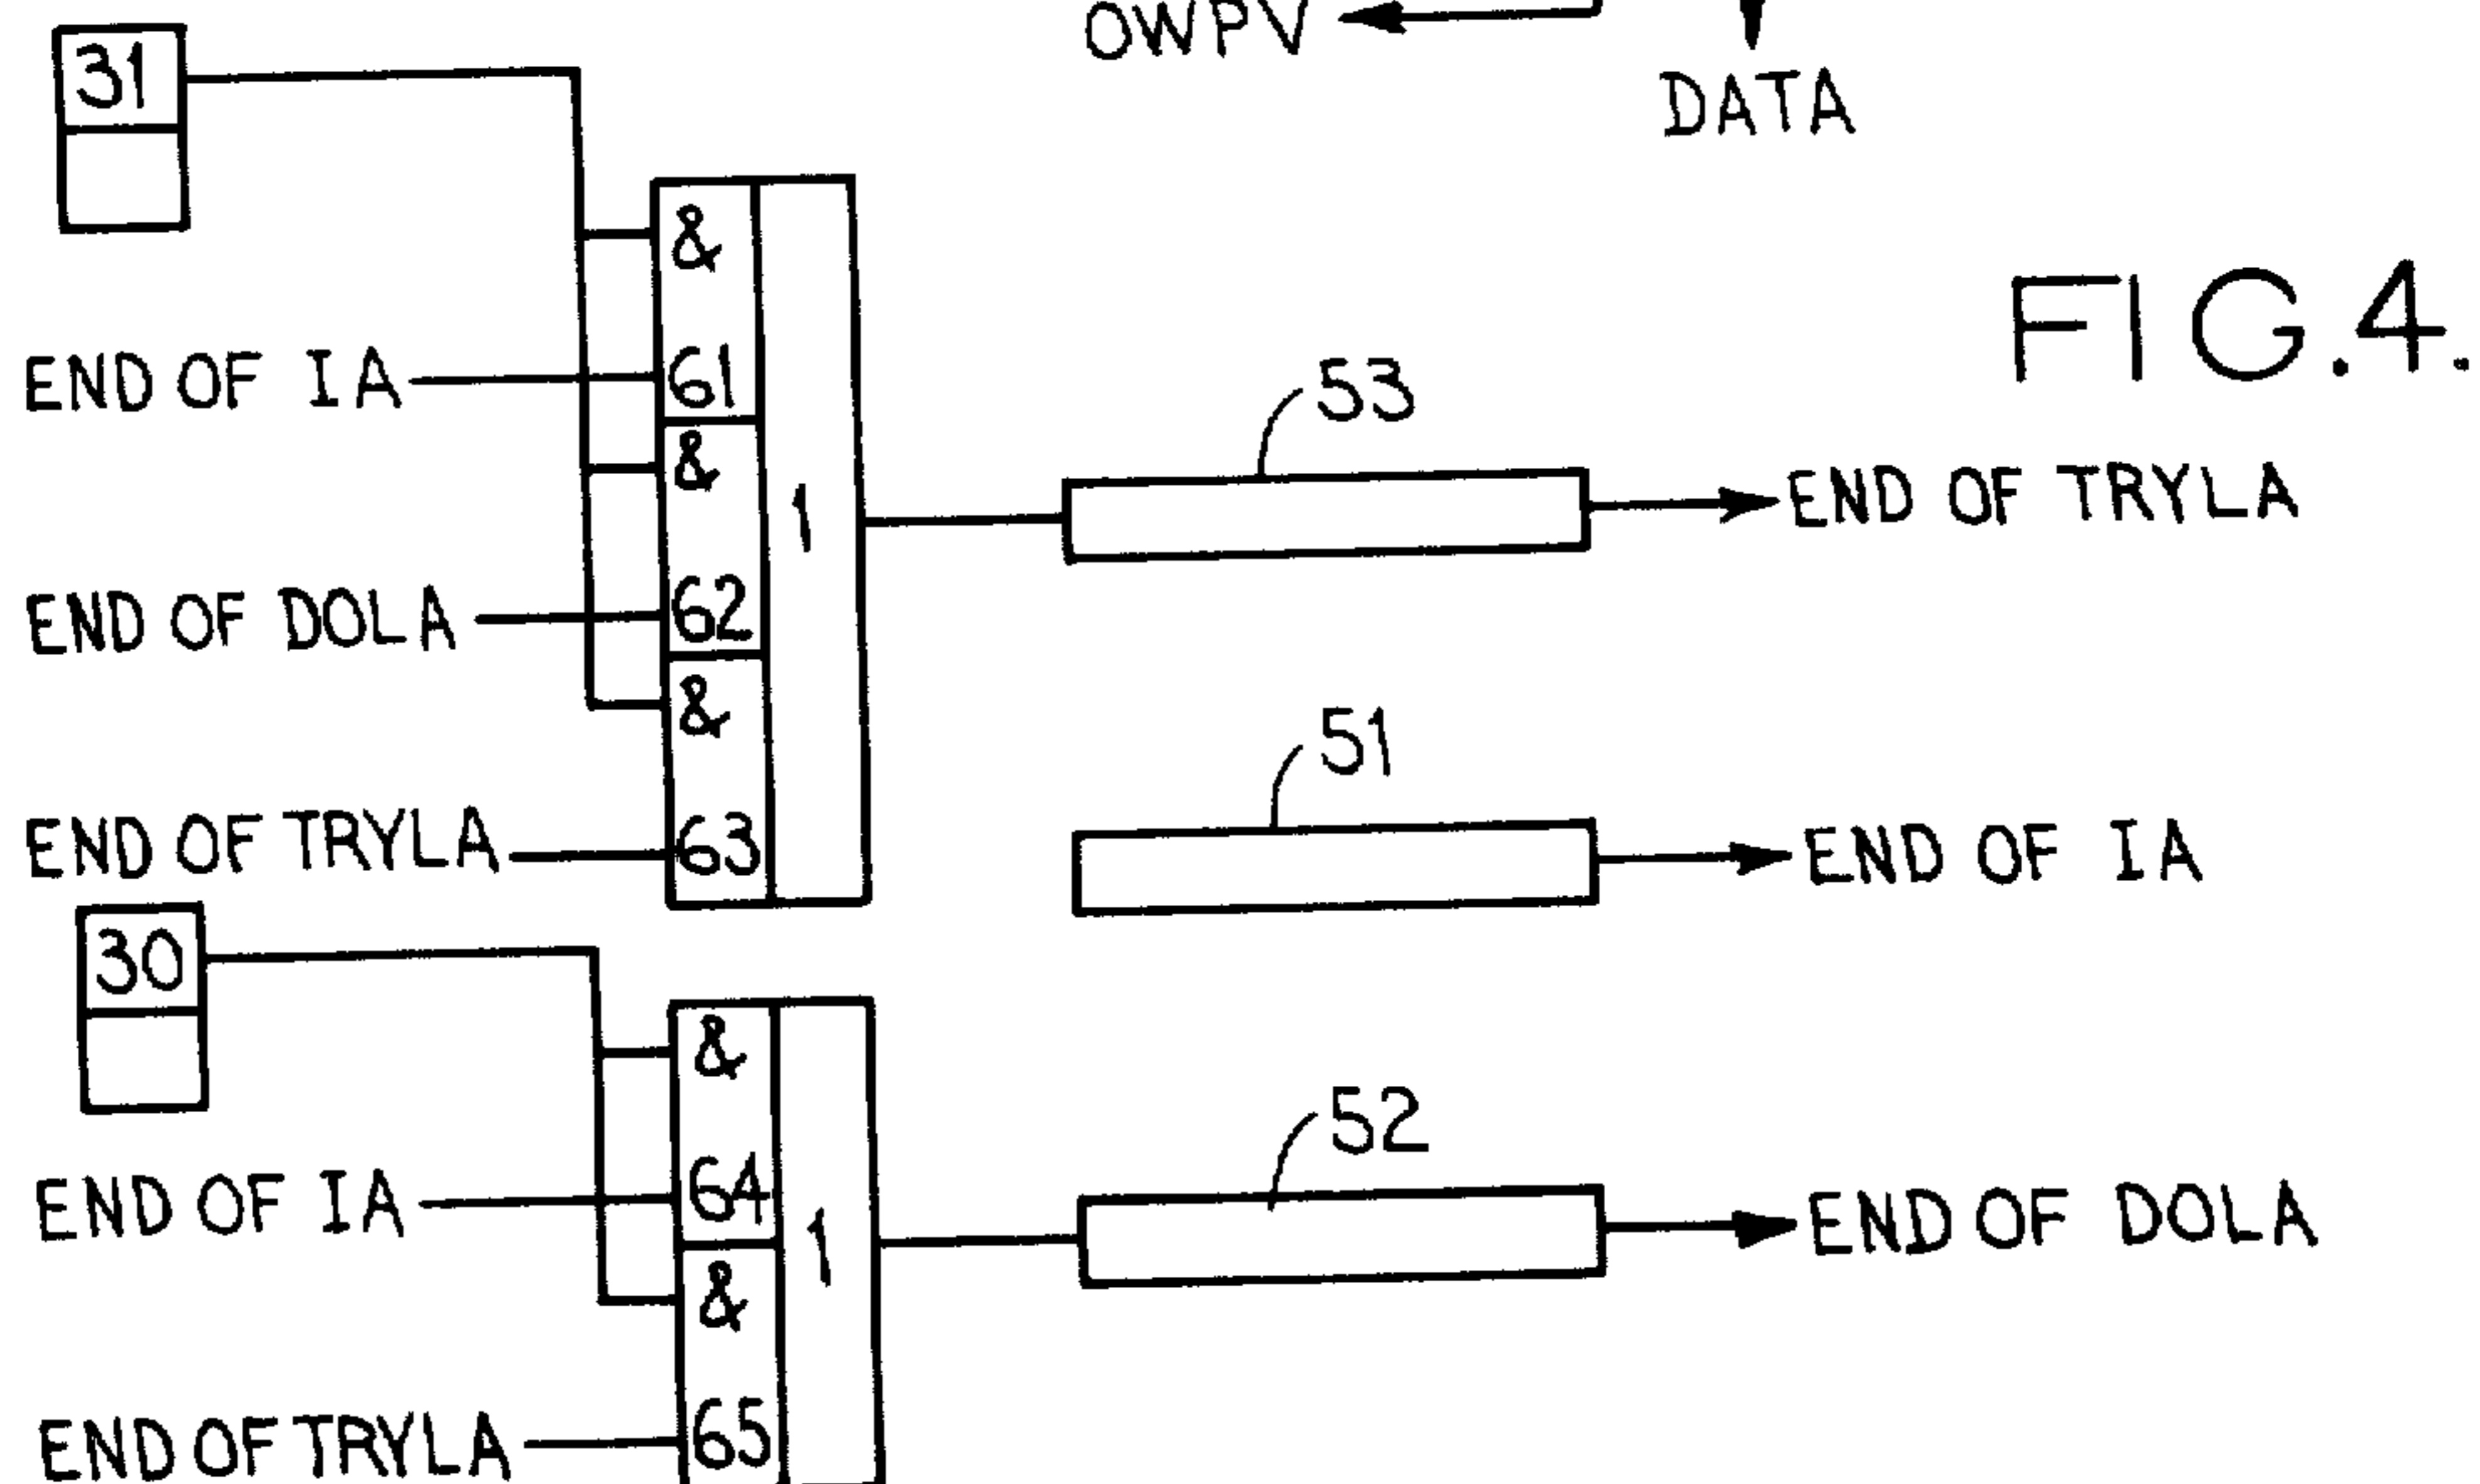 OWPV
31
DATA
&
FIG.4.
END OF IA
61
53
&
END OF TRYLA
1
END OF DOLA
62
&
51
END OF TRYLA
63
END OF IA
30
&
52
END OF IA
64
1
END OF DOLA
&
END OF TRYLA
65